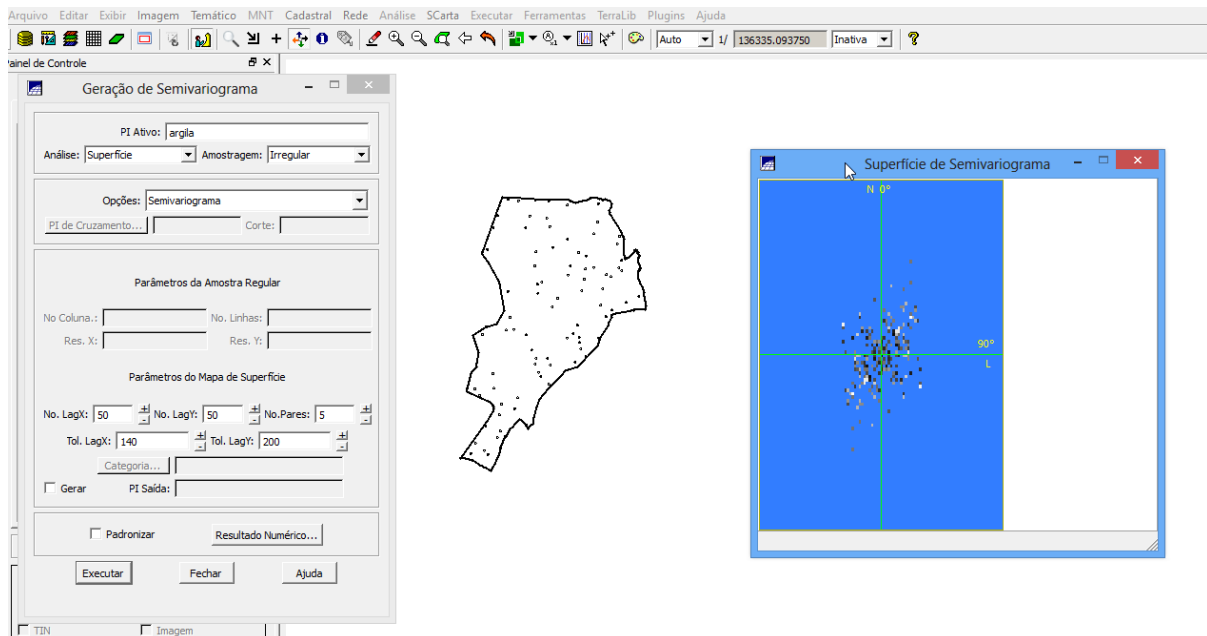 Arquivo Editar Exibir Imagem Temático MNT Cadastral Rede Análise SCarta Executar Ferramentas TerraLib Plugins Ajuda
Auto 1/ 136335.093750 Inativa
Painel de Controle
Geração de Semivariograma
PI Ativo: argila
Análise: Superfície Amostragem: Irregular
Opções: Semivariograma
PI de Cruzamento... Corte:
Parâmetros da Amostra Regular
No Coluna.: No. Linhas:
Res. X: Res. Y:
Parâmetros do Mapa de Superfície
No. LagX: 50 No. LagY: 50 No.Pares: 5
Tol. LagX: 140 Tol. LagY: 200
Categoria...
Gerar PI Saída:
Padronizar Resultado Numérico...
Executar Fechar Ajuda
TIN Imagem
Superfície de Semivariograma
N 0°
90°
L